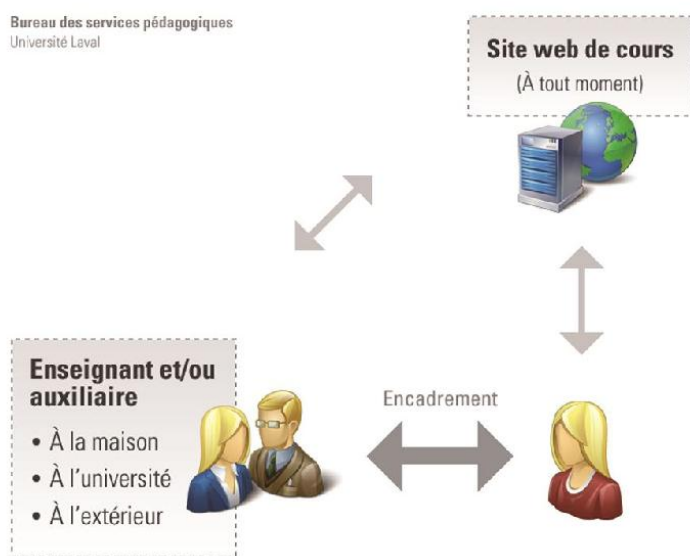 Bureau des services pédagogiques
Université Laval
Site web de cours
(À tout moment)
Enseignant et/ou
auxiliaire
• À la maison
• À l'université
• À l'extérieur
Encadrement